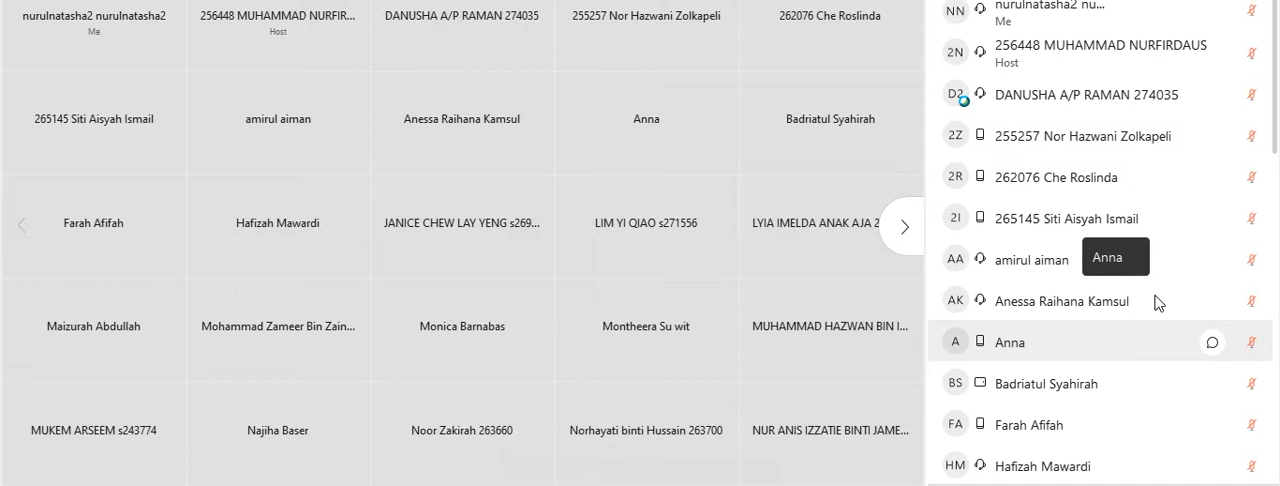 nurulnatasha2 nurulnatasha2
Me
256448 MUHAMMAD NURFIR...
Host
DANUSHA A/P RAMAN 274035
255257 Nor Hazwani Zolkapeli
262076 Che Roslinda
265145 Siti Aisyah Ismail
amirul aiman
Anessa Raihana Kamsul
Anna
Badriatul Syahirah
Farah Afifah
Hafizah Mawardi
JANICE CHEW LAY YENG s269...
LIM YI QIAO s271556
LYIA IMELDA ANAK AJA 2
Maizurah Abdullah
Mohammad Zameer Bin Zain...
Monica Barnabas
Montheera Su wit
MUHAMMAD HAZWAN BIN I...
MUKEM ARSEEM s243774
Najiha Baser
Noor Zakirah 263660
Norhayati binti Hussain 263700
NUR ANIS IZZATIE BINTI JAME...
NN
nurulnatasha2 nu...
Me
2N
256448 MUHAMMAD NURFIRDAUS
Host
D2
DANUSHA A/P RAMAN 274035
2Z
255257 Nor Hazwani Zolkapeli
2R
262076 Che Roslinda
2I
265145 Siti Aisyah Ismail
AA
amirul aiman
Anna
AK
Anessa Raihana Kamsul
A
Anna
BS
Badriatul Syahirah
FA
Farah Afifah
HM
Hafizah Mawardi